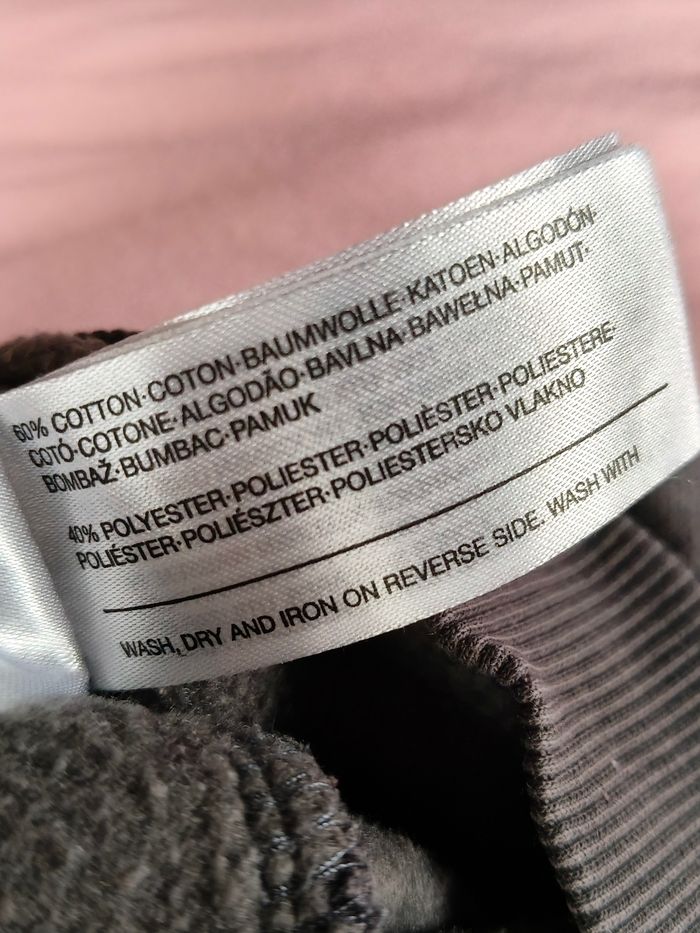 60% COTTON·COTON·BAUMWOLLE·KATOEN·ALGODÓN·
COTÓ·COTONE·ALGODÃO·BAVLNA·BAWEŁNA·PAMUT·
BOMBAŽ·BUMBAC·PAMUK
40% POLYESTER·POLIESTER·POLIÈSTER·POLIESTERE·
POLIÉSTER·POLIÉSZTER·POLIESTERSKO VLAKNO
WASH, DRY AND IRON ON REVERSE SIDE. WASH WITH